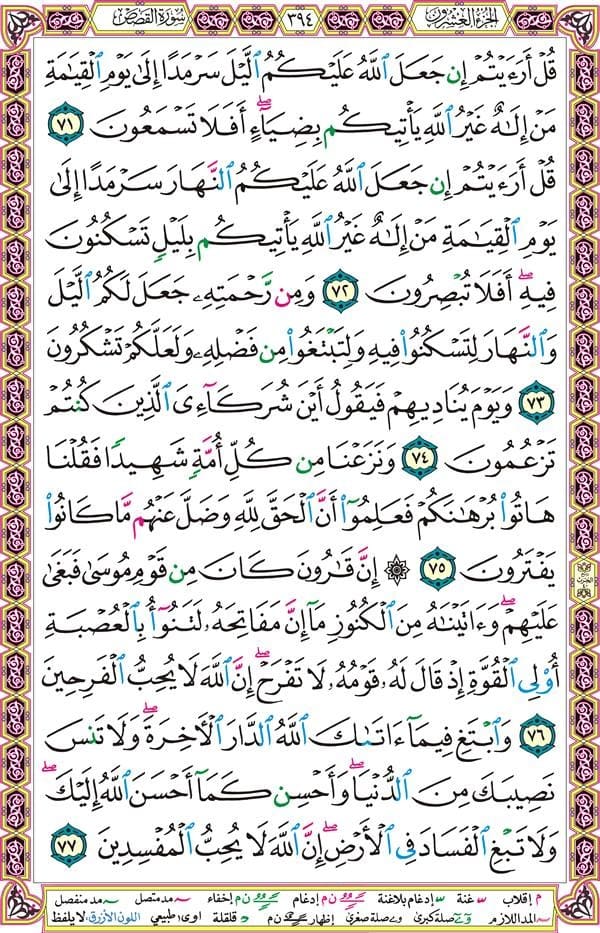 الجزء العشرون ٣٩٤ سورة القصص
قُلْ أَرَءَيْتُمْ إِن جَعَلَ ٱللَّهُ عَلَيْكُمُ ٱلَّيْلَ سَرْمَدًا إِلَىٰ يَوْمِ ٱلْقِيَٰمَةِ
مَنْ إِلَٰهٌ غَيْرُ ٱللَّهِ يَأْتِيكُم بِضِيَآءٍ ۖ أَفَلَا تَسْمَعُونَ ٧١
قُلْ أَرَءَيْتُمْ إِن جَعَلَ ٱللَّهُ عَلَيْكُمُ ٱلنَّهَارَ سَرْمَدًا إِلَىٰ
يَوْمِ ٱلْقِيَٰمَةِ مَنْ إِلَٰهٌ غَيْرُ ٱللَّهِ يَأْتِيكُم بِلَيْلٍ تَسْكُنُونَ
فِيهِ ۖ أَفَلَا تُبْصِرُونَ ٧٢ وَمِن رَّحْمَتِهِۦ جَعَلَ لَكُمُ ٱلَّيْلَ
وَٱلنَّهَارَ لِتَسْكُنُوا۟ فِيهِ وَلِتَبْتَغُوا۟ مِن فَضْلِهِۦ وَلَعَلَّكُمْ تَشْكُرُونَ
٧٣ وَيَوْمَ يُنَادِيهِمْ فَيَقُولُ أَيْنَ شُرَكَآءِىَ ٱلَّذِينَ كُنتُمْ
تَزْعُمُونَ ٧٤ وَنَزَعْنَا مِن كُلِّ أُمَّةٍ شَهِيدًا فَقُلْنَا
هَاتُوا۟ بُرْهَٰنَكُمْ فَعَلِمُوٓا۟ أَنَّ ٱلْحَقَّ لِلَّهِ وَضَلَّ عَنْهُم مَّا كَانُوا۟
يَفْتَرُونَ ٧٥ ۞ إِنَّ قَٰرُونَ كَانَ مِن قَوْمِ مُوسَىٰ فَبَغَىٰ
عَلَيْهِمْ ۖ وَءَاتَيْنَٰهُ مِنَ ٱلْكُنُوزِ مَآ إِنَّ مَفَاتِحَهُۥ لَتَنُوٓأُ بِٱلْعُصْبَةِ
أُو۟لِى ٱلْقُوَّةِ إِذْ قَالَ لَهُۥ قَوْمُهُۥ لَا تَفْرَحْ ۖ إِنَّ ٱللَّهَ لَا يُحِبُّ ٱلْفَرِحِينَ
٧٦ وَٱبْتَغِ فِيمَآ ءَاتَىٰكَ ٱللَّهُ ٱلدَّارَ ٱلْءَاخِرَةَ ۖ وَلَا تَنسَ
نَصِيبَكَ مِنَ ٱلدُّنْيَا ۖ وَأَحْسِن كَمَآ أَحْسَنَ ٱللَّهُ إِلَيْكَ ۖ
وَلَا تَبْغِ ٱلْفَسَادَ فِى ٱلْأَرْضِ ۖ إِنَّ ٱللَّهَ لَا يُحِبُّ ٱلْمُفْسِدِينَ ٧٧
م إقلاب غنة إدغام بلاغنة ن م إدغام ن م إخفاء مد متصل مد منفصل
المد اللازم صلة كبرى صلة صغرى إظهار ن م قلقلة اوى: طبيعي اللون الأزرق: لا يلفظ